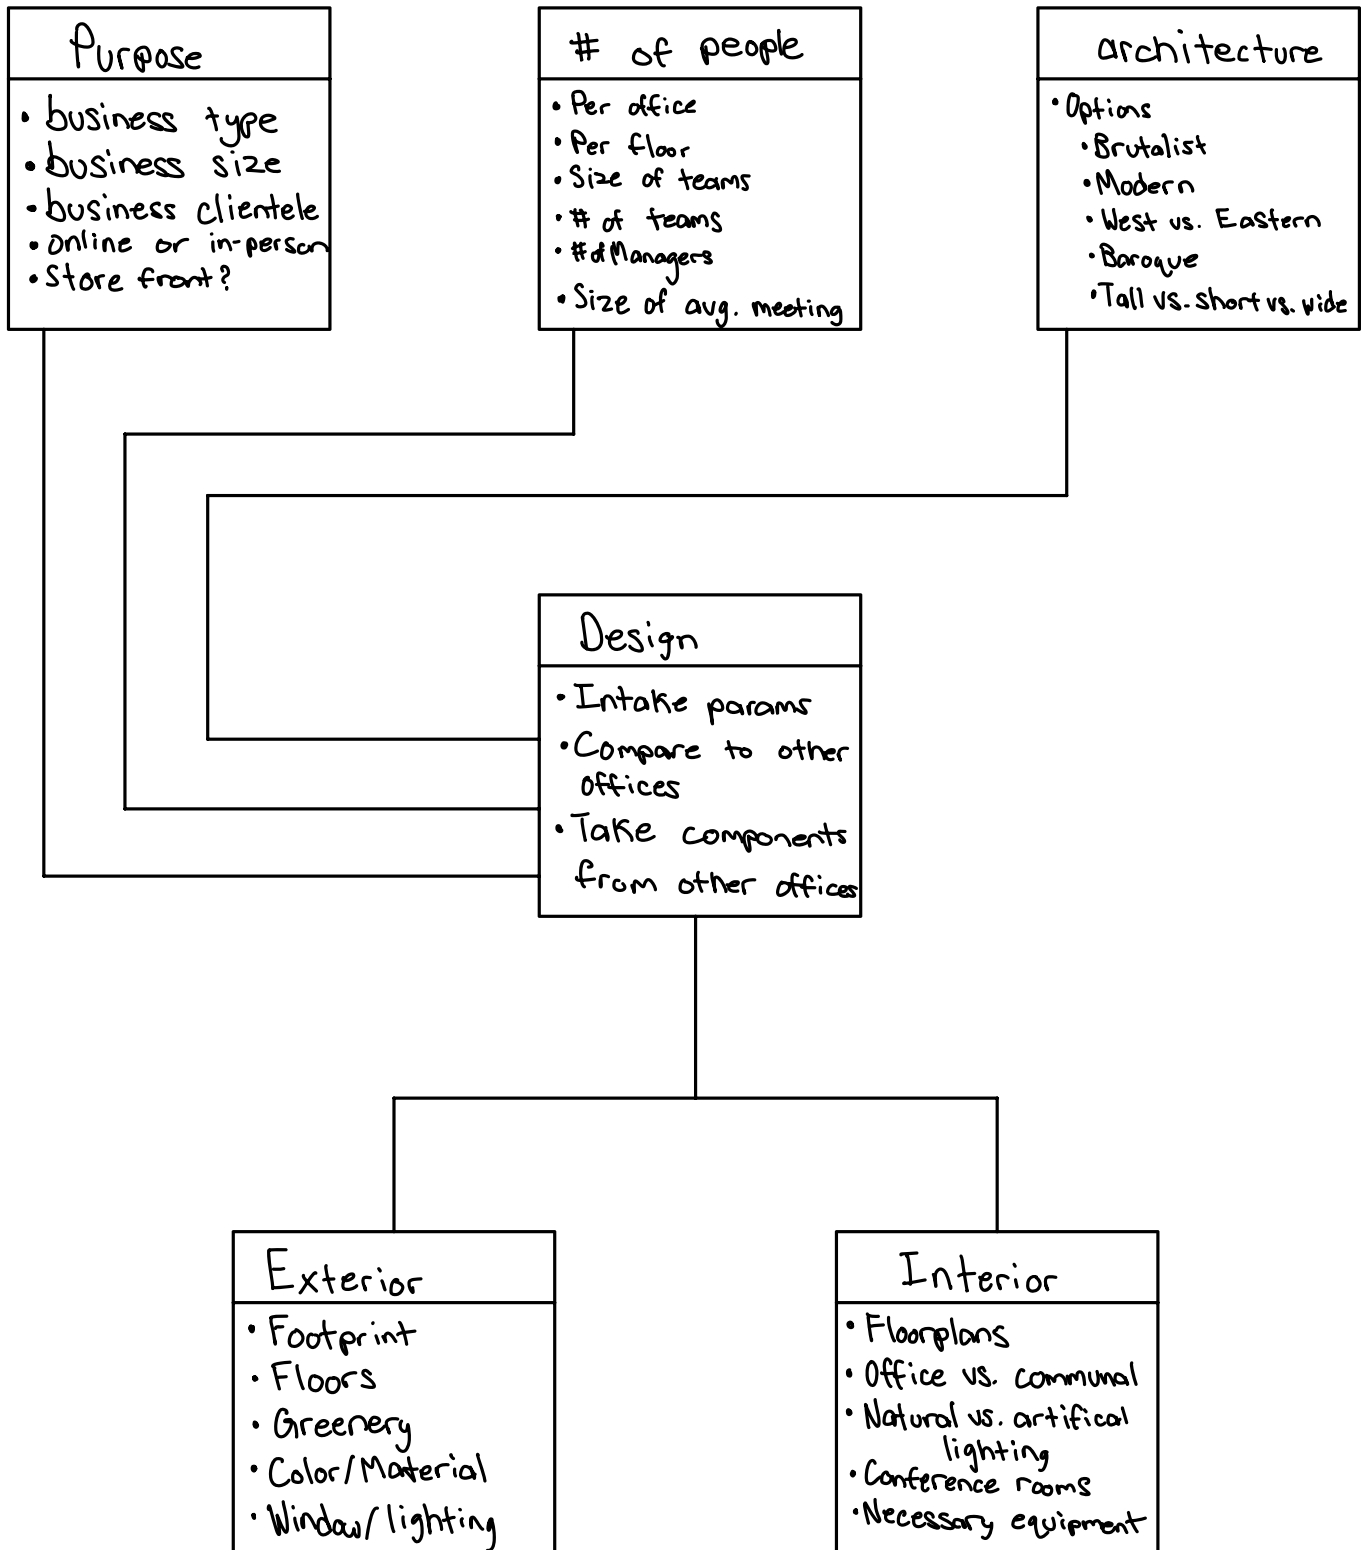 Purpose
• business type
• business size
• business clientele
• online or in-person
• Store front?
# of people
• Per office
• Per floor
• Size of teams
• # of teams
• # of Managers
• Size of avg. meeting
architecture
• Options
• Brutalist
• Modern
• West vs. Eastern
• Baroque
• Tall vs. short vs. wide
Design
• Intake params
• Compare to other
offices
• Take components
from other offices
Exterior
• Footprint
• Floors
• Greenery
• Color/Material
• Window/lighting
Interior
• Floorplans
• Office vs. communal
• Natural vs. artifical
lighting
• Conference rooms
• Necessary equipment